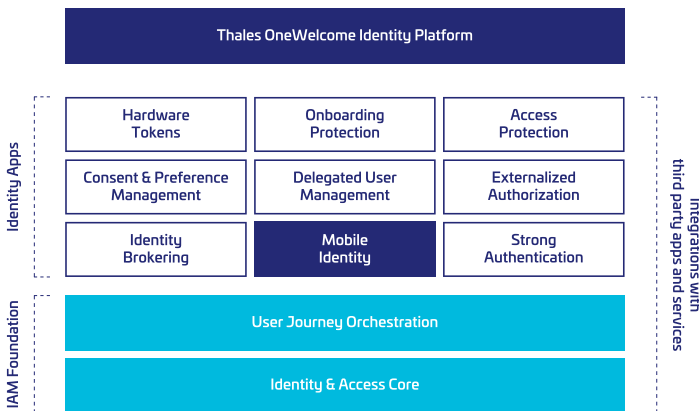 Thales OneWelcome Identity Platform
Identity Apps
Hardware
Tokens
Onboarding
Protection
Access
Protection
Consent & Preference
Management
Delegated User
Management
Externalized
Authorization
Identity
Brokering
Mobile
Identity
Strong
Authentication
Integrations with
third party apps and services
IAM Foundation
User Journey Orchestration
Identity & Access Core